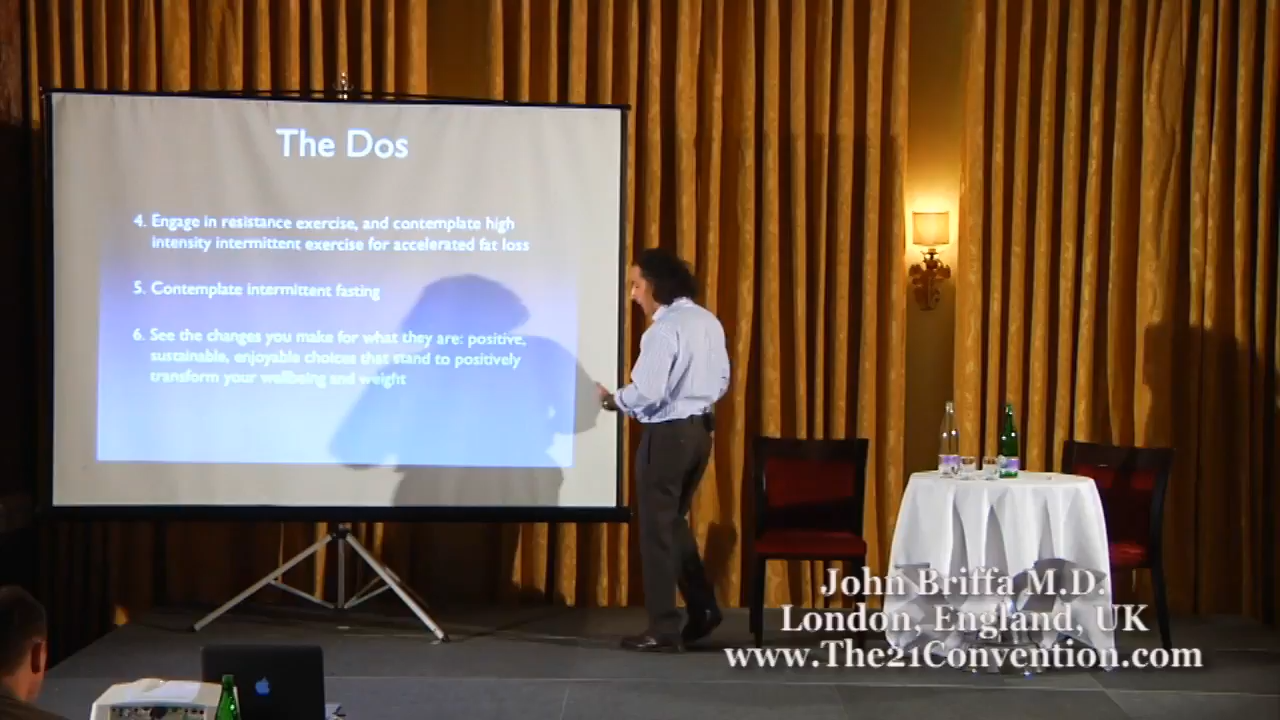 The Dos
4. Engage in resistance exercise, and contemplate high
intensity intermittent exercise for accelerated fat loss
5. Contemplate intermittent fasting
6. See the changes you make for what they are: positive,
sustainable, enjoyable choices that stand to positively
transform your wellbeing and weight
John Briffa M.D.
London, England, UK
www.The21Convention.com